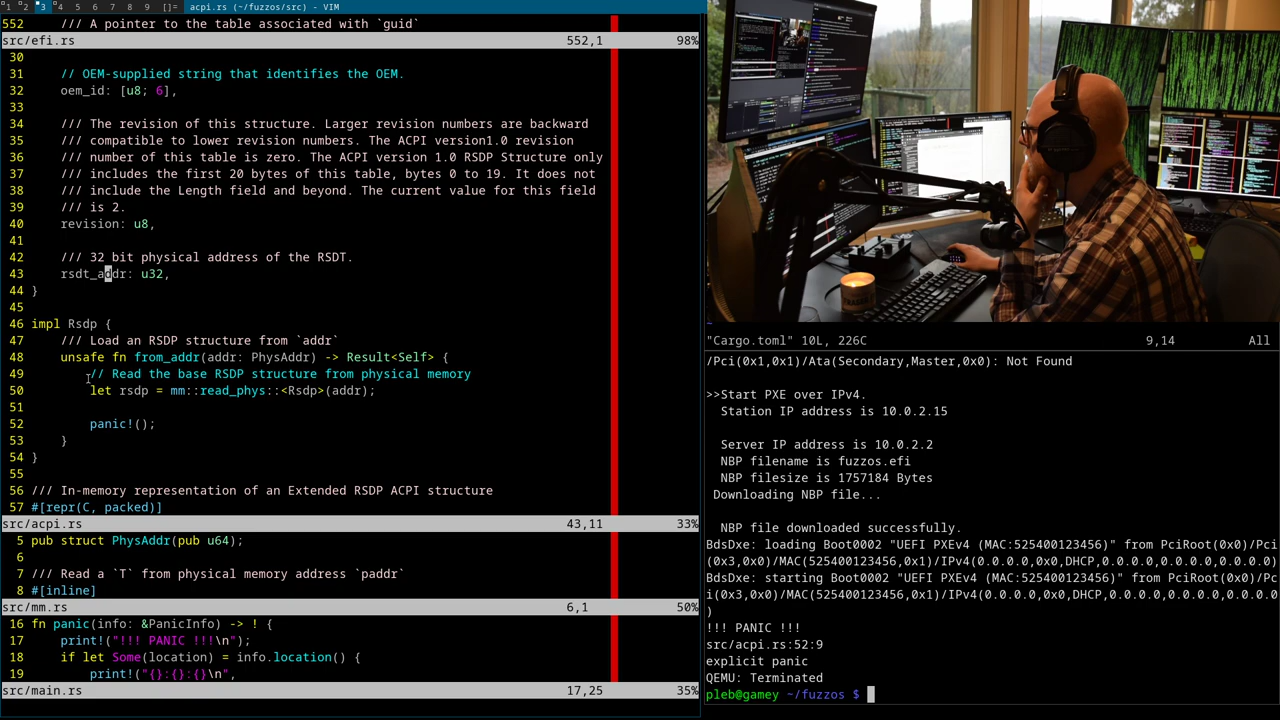 1 2 3 4 5 6 7 8 9 []= acpi.rs (~/fuzzos/src) - VIM
552 /// A pointer to the table associated with `guid`
src/efi.rs 552,1 98%
30
31 // OEM-supplied string that identifies the OEM.
32 oem_id: [u8; 6],
33
34 /// The revision of this structure. Larger revision numbers are backward
35 /// compatible to lower revision numbers. The ACPI version1.0 revision
36 /// number of this table is zero. The ACPI version 1.0 RSDP Structure only
37 /// includes the first 20 bytes of this table, bytes 0 to 19. It does not
38 /// include the Length field and beyond. The current value for this field
39 /// is 2.
40 revision: u8,
41
42 /// 32 bit physical address of the RSDT.
43 rsdt_addr: u32,
44 }
45
46 impl Rsdp {
47 /// Load an RSDP structure from `addr`
48 unsafe fn from_addr(addr: PhysAddr) -> Result<Self> {
49 // Read the base RSDP structure from physical memory
50 let rsdp = mm::read_phys::<Rsdp>(addr);
51
52 panic!();
53 }
54 }
55
56 /// In-memory representation of an Extended RSDP ACPI structure
57 #[repr(C, packed)]
src/acpi.rs 43,11 33%
5 pub struct PhysAddr(pub u64);
6
7 /// Read a `T` from physical memory address `paddr`
8 #[inline]
src/mm.rs 6,1 50%
16 fn panic(info: &PanicInfo) -> ! {
17 print!("!!! PANIC !!!\n");
18 if let Some(location) = info.location() {
19 print!("{}:{}:{}\n",
src/main.rs 17,25 35%
~
"Cargo.toml" 10L, 226C 9,14 All
/Pci(0x1,0x1)/Ata(Secondary,Master,0x0): Not Found
>>Start PXE over IPv4.
Station IP address is 10.0.2.15
Server IP address is 10.0.2.2
NBP filename is fuzzos.efi
NBP filesize is 1757184 Bytes
Downloading NBP file...
NBP file downloaded successfully.
BdsDxe: loading Boot0002 "UEFI PXEv4 (MAC:525400123456)" from PciRoot(0x0)/Pci
(0x3,0x0)/MAC(525400123456,0x1)/IPv4(0.0.0.0,0x0,DHCP,0.0.0.0,0.0.0.0,0.0.0.0)
BdsDxe: starting Boot0002 "UEFI PXEv4 (MAC:525400123456)" from PciRoot(0x0)/Pc
i(0x3,0x0)/MAC(525400123456,0x1)/IPv4(0.0.0.0,0x0,DHCP,0.0.0.0,0.0.0.0,0.0.0.0
)
!!! PANIC !!!
src/acpi.rs:52:9
explicit panic
QEMU: Terminated
pleb@gamey ~/fuzzos $